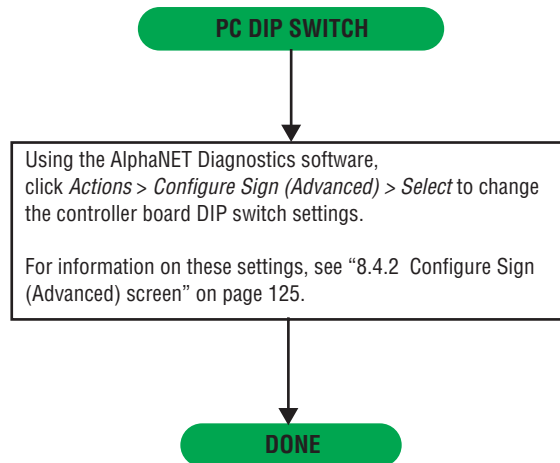 PC DIP SWITCH
Using the AlphaNET Diagnostics software,
click Actions > Configure Sign (Advanced) > Select to change
the controller board DIP switch settings.
For information on these settings, see “8.4.2  Configure Sign
(Advanced) screen” on page 125.
DONE